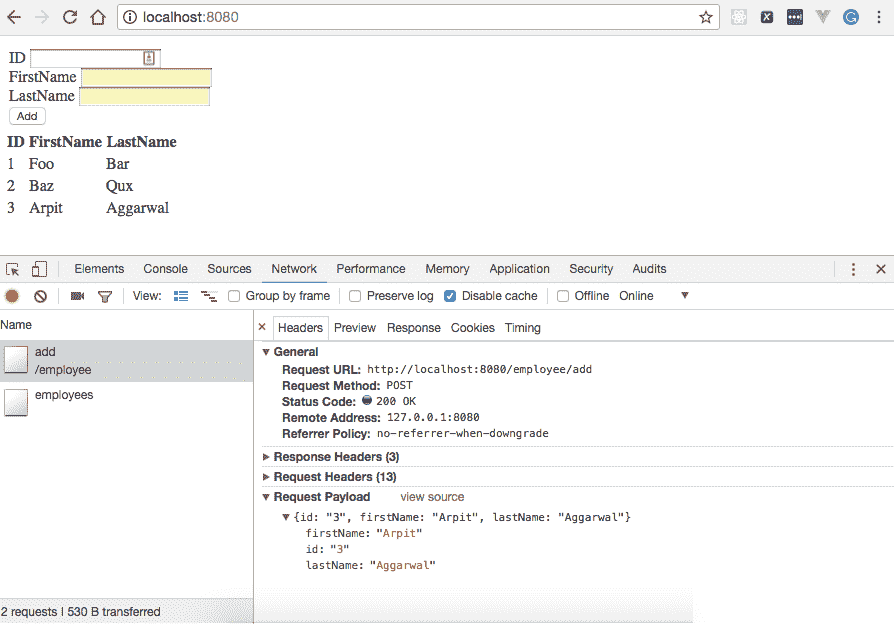 localhost:8080
ID
FirstName
LastName
Add
ID FirstName LastName
1 Foo Bar
2 Baz Qux
3 Arpit Aggarwal
Elements Console Sources Network Performance Memory Application Security Audits
View: Group by frame Preserve log Disable cache Offline Online
Name
add
/employee
employees
2 requests | 530 B transferred
Headers Preview Response Cookies Timing
General
Request URL: http://localhost:8080/employee/add
Request Method: POST
Status Code: 200 OK
Remote Address: 127.0.0.1:8080
Referrer Policy: no-referrer-when-downgrade
Response Headers (3)
Request Headers (13)
Request Payload view source
{id: "3", firstName: "Arpit", lastName: "Aggarwal"}
firstName: "Arpit"
id: "3"
lastName: "Aggarwal"